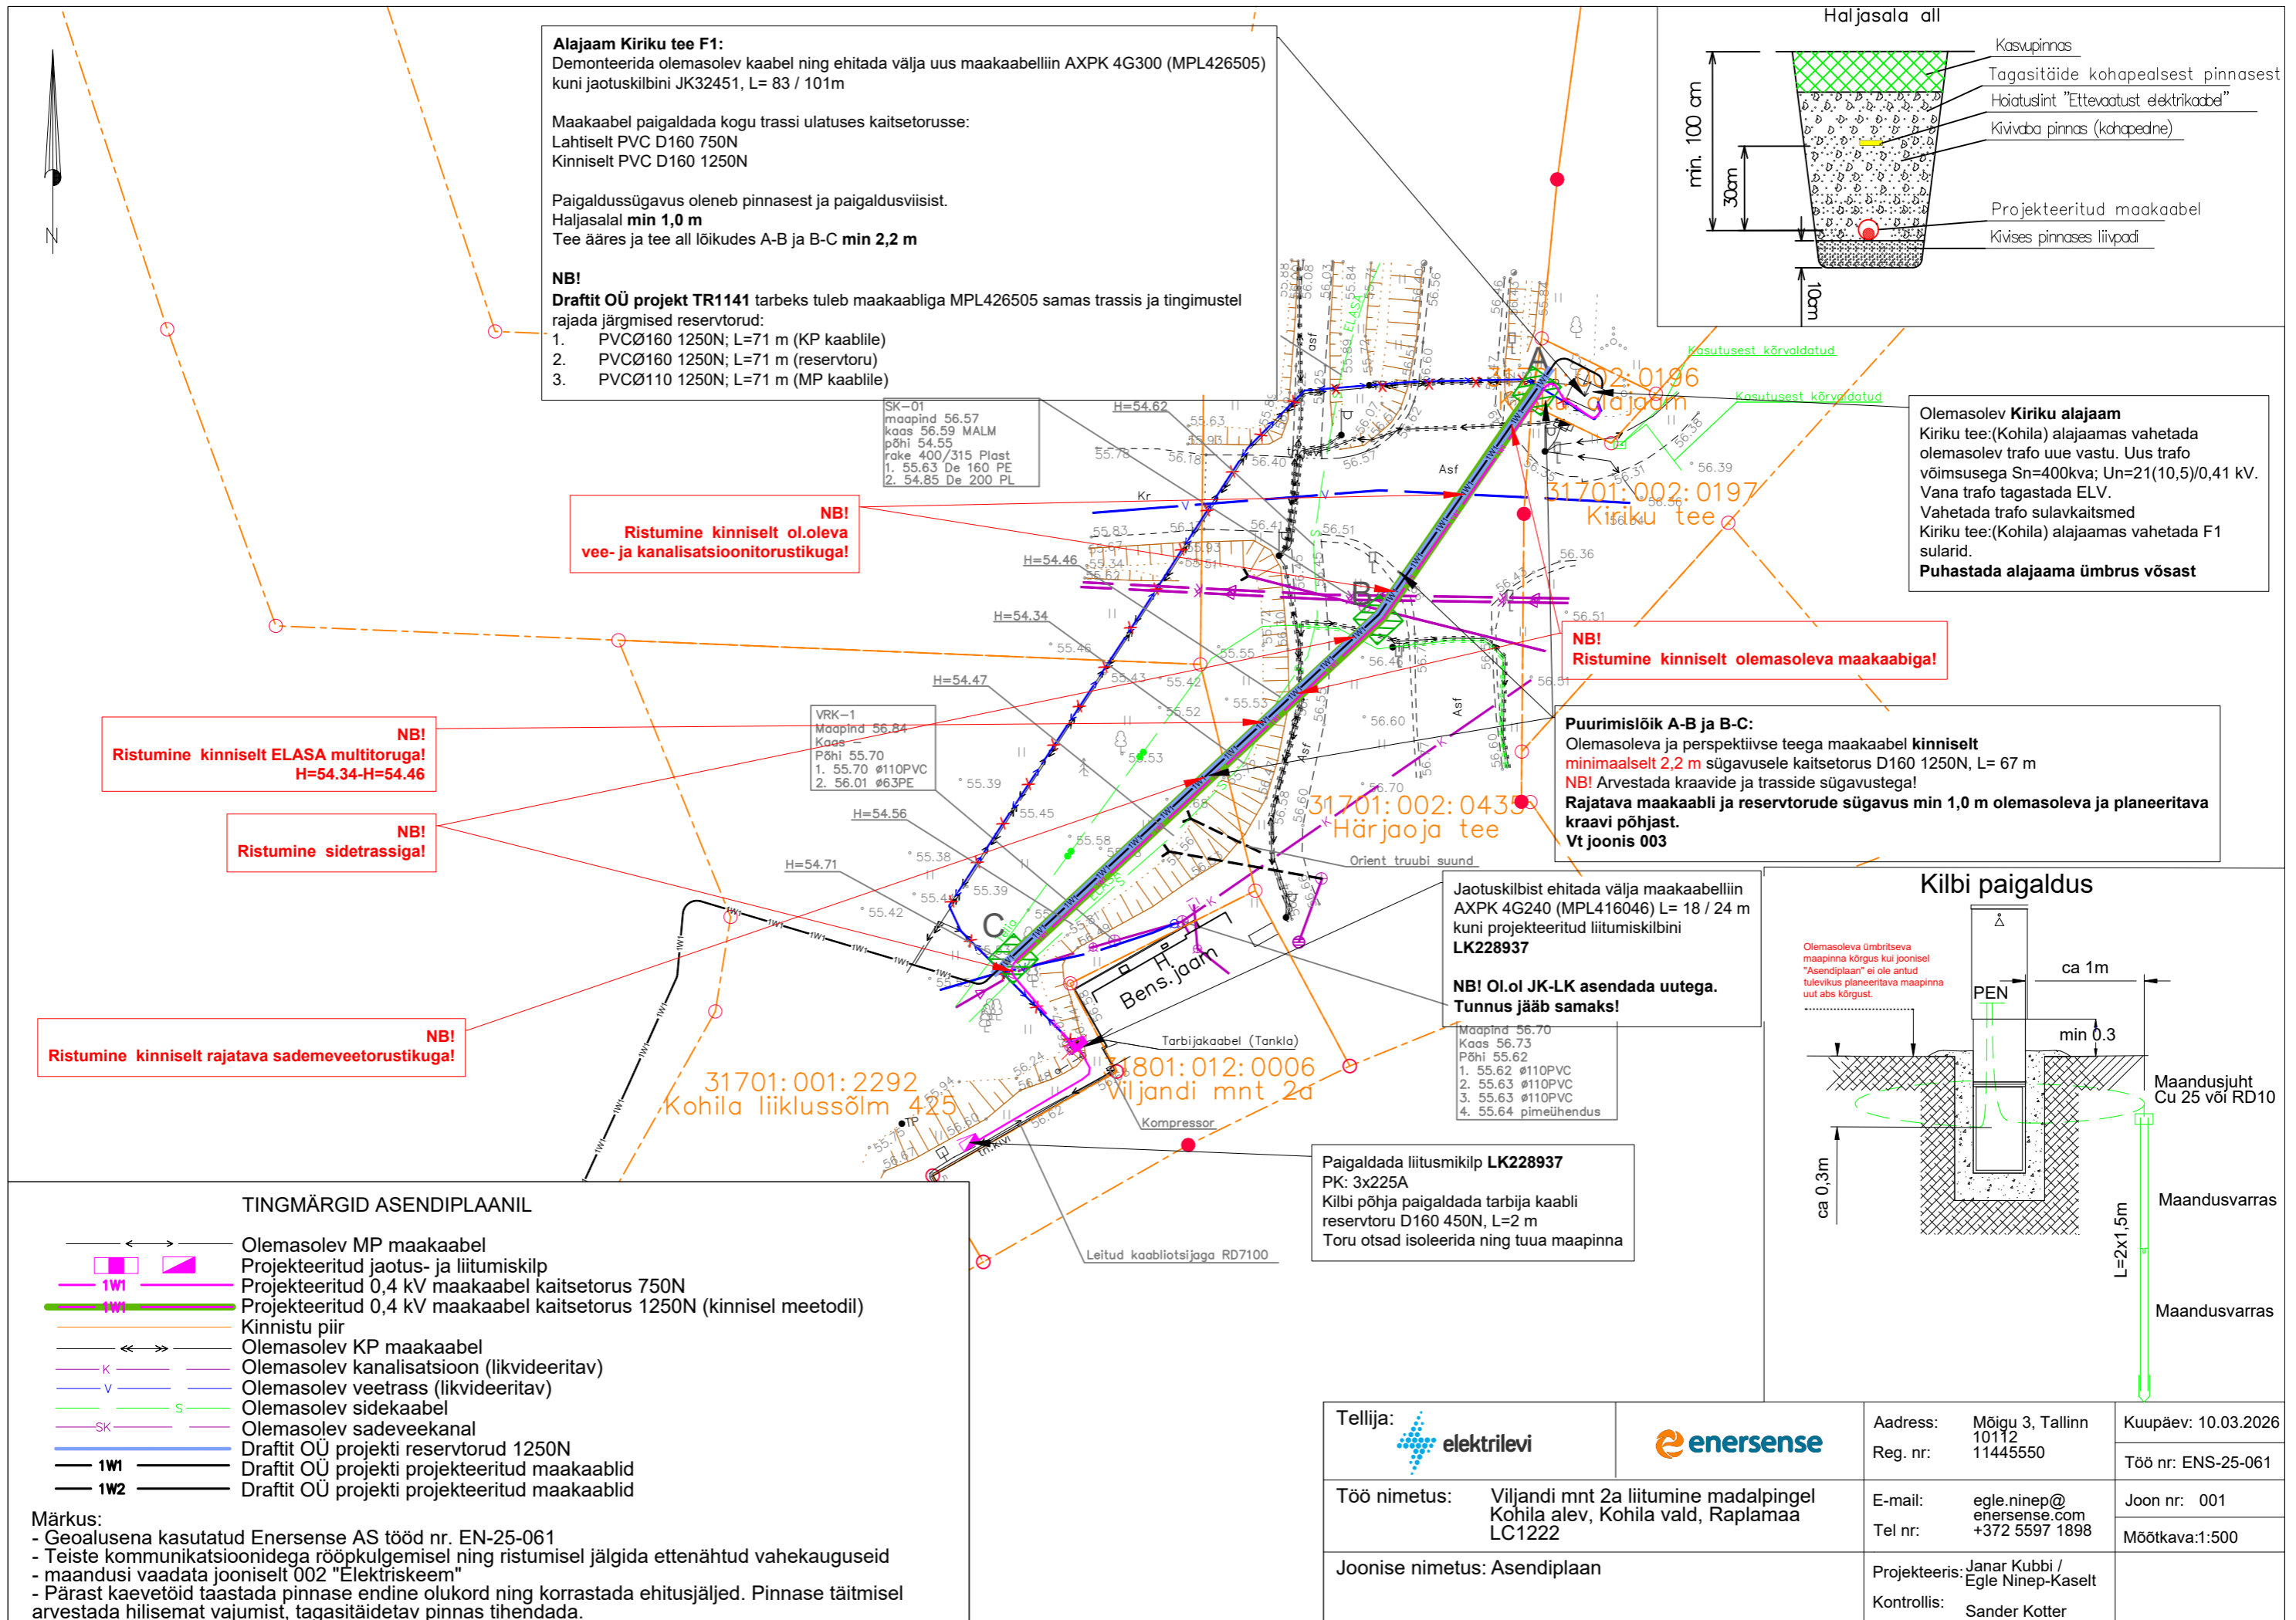 Alajaam Kiriku tee F1:
Demonteerida olemasolev kaabel ning ehitada välja uus maakaabelliin AXPK 4G300 (MPL426505)
kuni jaotuskilbini JK32451, L= 83 / 101m
Maakaabel paigaldada kogu trassi ulatuses kaitsetorusse:
Lahtiselt PVC D160 750N
Kinniselt PVC D160 1250N
Paigaldussügavus oleneb pinnasest ja paigaldusviisist.
Haljasalal min 1,0 m
Tee ääres ja tee all lõikudes A-B ja B-C min 2,2 m
NB!
Draftit OÜ projekt TR1141 tarbeks tuleb maakaabliga MPL426505 samas trassis ja tingimustel
rajada järgmised reservtorud:
1. PVCØ160 1250N; L=71 m (KP kaablile)
2. PVCØ160 1250N; L=71 m (reservtoru)
3. PVCØ110 1250N; L=71 m (MP kaablile)
Haljasala all
Kasvupinnas
Tagasitäide kohapealsest pinnasest
Hoiatuslint "Ettevaatust elektrikaabel"
Kivivaba pinnas (kohapealne)
Projekteeritud maakaabel
Kivises pinnases liivpadi
min. 100 cm
30cm
10cm
N
SK-01
maapind 56.57
kaas 56.59 MALM
põhi 54.55
rake 400/315 Plast
1. 55.63 De 160 PE
2. 54.85 De 200 PL
H=54.62
H=54.46
H=54.34
H=54.47
H=54.56
H=54.71
Kasutusest kõrvaldatud
Kasutusest kõrvaldatud
A
B
C
31701:002:0197
Kiriku tee
31701:002:0435
Härjaoja tee
31701:001:2292
Kohila liiklussõlm 425
Viljandi mnt 2a
Olemasolev Kiriku alajaam
Kiriku tee:(Kohila) alajaamas vahetada
olemasolev trafo uue vastu. Uus trafo
võimsusega Sn=400kva; Un=21(10,5)/0,41 kV.
Vana trafo tagastada ELV.
Vahetada trafo sulavkaitsmed
Kiriku tee:(Kohila) alajaamas vahetada F1
sularid.
Puhastada alajaama ümbrus võsast
NB!
Ristumine kinniselt ol.oleva
vee- ja kanalisatsioonitorustikuga!
NB!
Ristumine kinniselt olemasoleva maakaabiga!
NB!
Ristumine kinniselt ELASA multitoruga!
H=54.34-H=54.46
NB!
Ristumine sidetrassiga!
NB!
Ristumine kinniselt rajatava sademeveetorustikuga!
VRK-1
Maapind 56.84
Kaas -
Põhi 55.70
1. 55.70 ø110PVC
2. 56.01 ø63PE
Puurimislõik A-B ja B-C:
Olemasoleva ja perspektiivse teega maakaabel kinniselt
minimaalselt 2,2 m sügavusele kaitsetorus D160 1250N, L= 67 m
NB! Arvestada kraavide ja trasside sügavustega!
Rajatava maakaabli ja reservtorude sügavus min 1,0 m olemasoleva ja planeeritava
kraavi põhjast.
Vt joonis 003
Orient truubi suund
Bens.jaam
Tarbijakaabel (Tankla)
Kompressor
Leitud kaabliotsijaga RD7100
Jaotuskilbist ehitada välja maakaabelliin
AXPK 4G240 (MPL416046) L= 18 / 24 m
kuni projekteeritud liitumiskilbini
LK228937
NB! Ol.ol JK-LK asendada uutega.
Tunnus jääb samaks!
Maapind 56.70
Kaas 56.73
Põhi 55.62
1. 55.62 ø110PVC
2. 55.63 ø110PVC
3. 55.63 ø110PVC
4. 55.64 pimeühendus
Paigaldada liitusmikilp LK228937
PK: 3x225A
Kilbi põhja paigaldada tarbija kaabli
reservtoru D160 450N, L=2 m
Toru otsad isoleerida ning tuua maapinna
Kilbi paigaldus
Olemasoleva ümbritseva
maapinna kõrgus kui joonisel
"Asendiplaan" ei ole antud
tulevikus planeeritava maapinna
uut abs kõrgust.
PEN
ca 1m
min 0.3
Maandusjuht
Cu 25 või RD10
ca 0,3m
Maandusvarras
L=2x1,5m
Maandusvarras
TINGMÄRGID ASENDIPLAANIL
Olemasolev MP maakaabel
Projekteeritud jaotus- ja liitumiskilp
1W1 Projekteeritud 0,4 kV maakaabel kaitsetorus 750N
1W1 Projekteeritud 0,4 kV maakaabel kaitsetorus 1250N (kinnisel meetodil)
Kinnistu piir
Olemasolev KP maakaabel
K Olemasolev kanalisatsioon (likvideeritav)
V Olemasolev veetrass (likvideeritav)
S Olemasolev sidekaabel
SK Olemasolev sadeveekanal
Draftit OÜ projekti reservtorud 1250N
1W1 Draftit OÜ projekti projekteeritud maakaablid
1W2 Draftit OÜ projekti projekteeritud maakaablid
Märkus:
- Geoalusena kasutatud Enersense AS tööd nr. EN-25-061
- Teiste kommunikatsioonidega rööpkulgemisel ning ristumisel jälgida ettenähtud vahekauguseid
- maandusi vaadata jooniselt 002 "Elektriskeem"
- Pärast kaevetöid taastada pinnase endine olukord ning korrastada ehitusjäljed. Pinnase täitmisel
arvestada hilisemat vajumist, tagasitäidetav pinnas tihendada.
Tellija:
elektrilevi
enersense
Aadress: Mõigu 3, Tallinn
10112
Reg. nr: 11445550
Kuupäev: 10.03.2026
Töö nr: ENS-25-061
Töö nimetus: Viljandi mnt 2a liitumine madalpingel
Kohila alev, Kohila vald, Raplamaa
LC1222
E-mail: egle.ninep@
enersense.com
Tel nr: +372 5597 1898
Joon nr: 001
Mõõtkava:1:500
Joonise nimetus: Asendiplaan
Projekteeris: Janar Kubbi /
Egle Ninep-Kaselt
Kontrollis: Sander Kotter